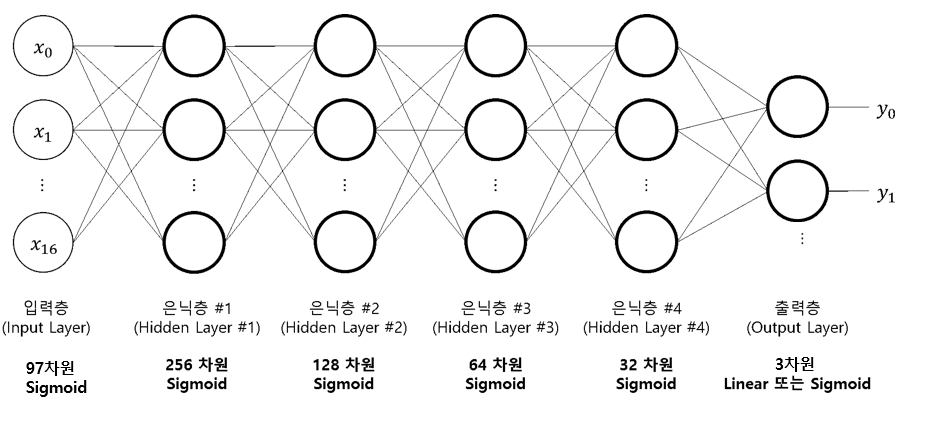 x0
x1
⋮
x16
⋮
⋮
⋮
⋮
y0
y1
⋮
입력층
(Input Layer)
은닉층 #1
(Hidden Layer #1)
은닉층 #2
(Hidden Layer #2)
은닉층 #3
(Hidden Layer #3)
은닉층 #4
(Hidden Layer #4)
출력층
(Output Layer)
97차원
Sigmoid
256 차원
Sigmoid
128 차원
Sigmoid
64 차원
Sigmoid
32 차원
Sigmoid
3차원
Linear 또는 Sigmoid